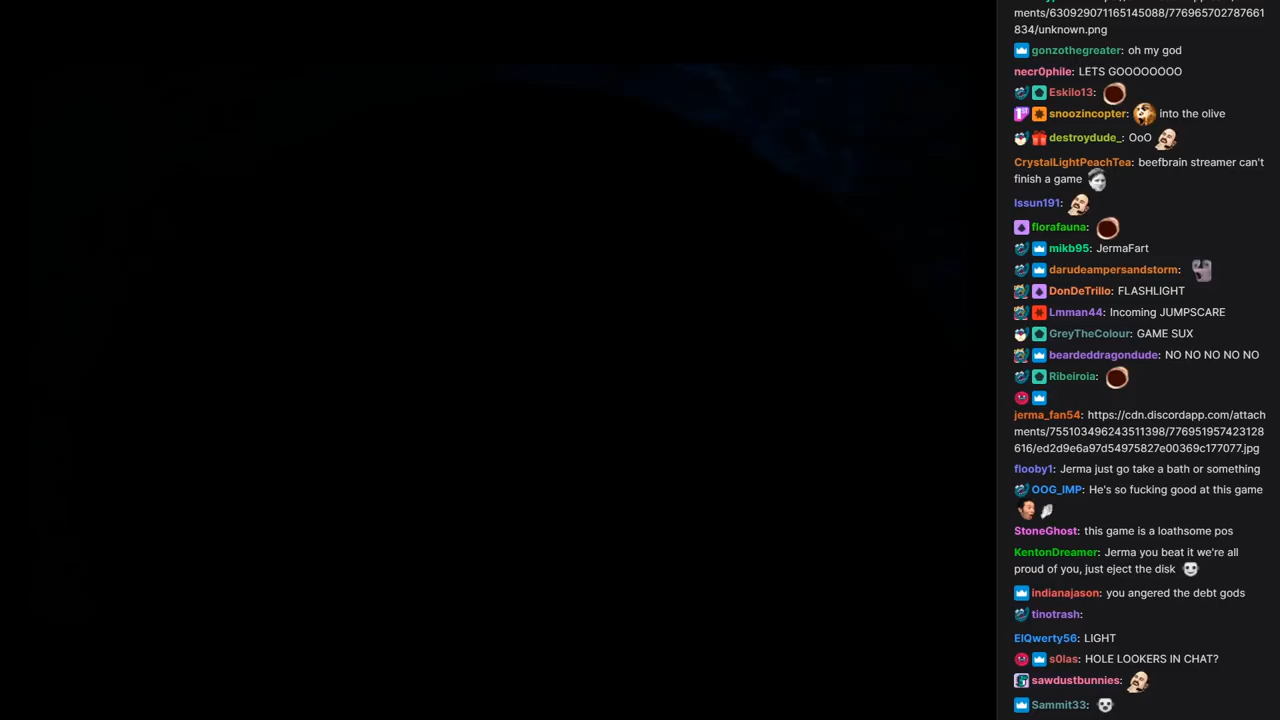 ments/630929071165145088/776965702787661
834/unknown.png
gonzothegreater: oh my god
necr0phile: LETS GOOOOOOOO
Eskilo13:
snoozincopter: into the olive
destroydude_: OoO
CrystalLightPeachTea: beefbrain streamer can't
finish a game
Issun191:
florafauna:
mikb95: JermaFart
darudeampersandstorm:
DonDeTrillo: FLASHLIGHT
Lmman44: Incoming JUMPSCARE
GreyTheColour: GAME SUX
beardeddragondude: NO NO NO NO NO
Ribeiroia:
jerma_fan54: https://cdn.discordapp.com/attach
ments/755103496243511398/776951957423128
616/ed2d9e6a97d54975827e00369c177077.jpg
flooby1: Jerma just go take a bath or something
OOG_IMP: He's so fucking good at this game
StoneGhost: this game is a loathsome pos
KentonDreamer: Jerma you beat it we're all
proud of you, just eject the disk
indianajason: you angered the debt gods
tinotrash:
ElQwerty56: LIGHT
s0las: HOLE LOOKERS IN CHAT?
sawdustbunnies:
Sammit33: